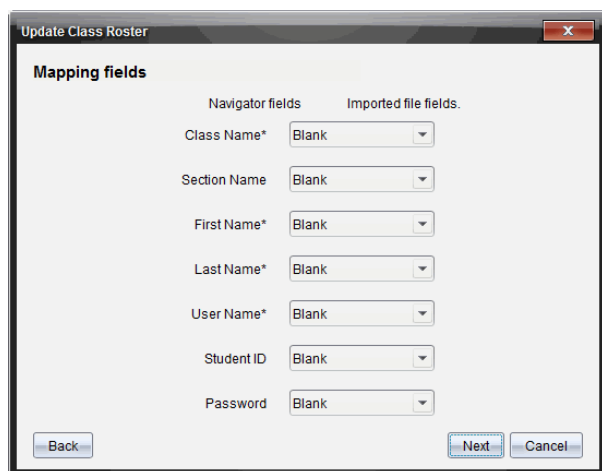 Update Class Roster
Mapping fields
Navigator fields Imported file fields.
Class Name* Blank
Section Name Blank
First Name* Blank
Last Name* Blank
User Name* Blank
Student ID Blank
Password Blank
Back Next Cancel